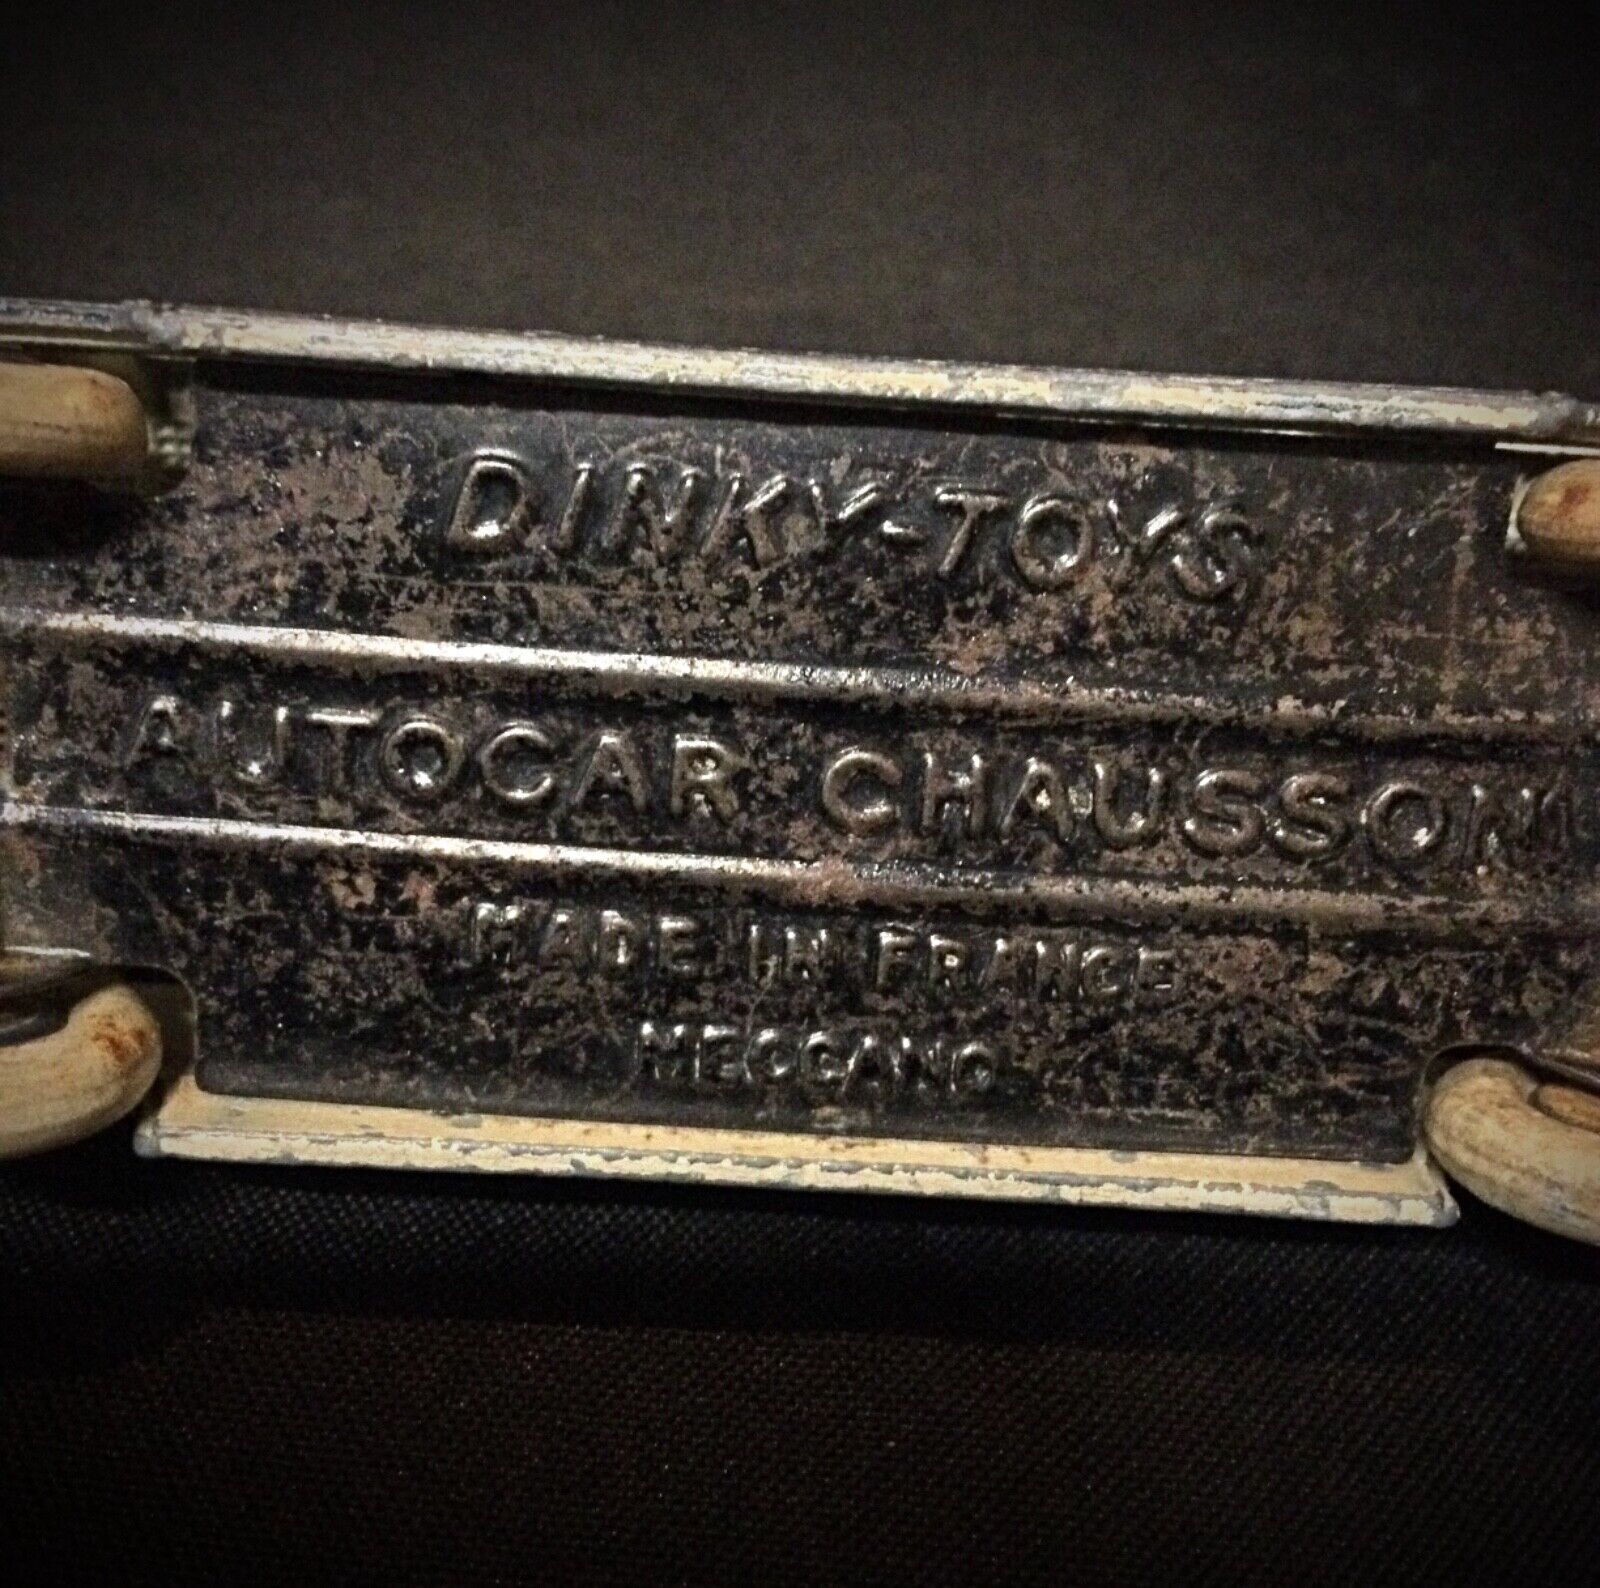 DINKY-TOYS
AUTOCAR CHAUSSON
MADE IN FRANCE
MECCANO